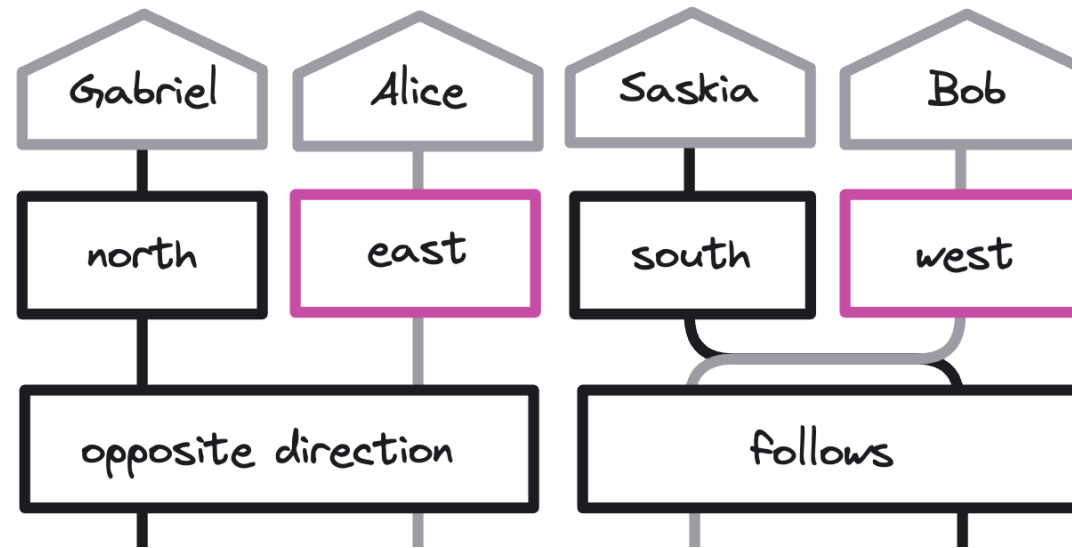 Gabriel
Alice
Saskia
Bob
north
east
south
west
opposite direction
follows